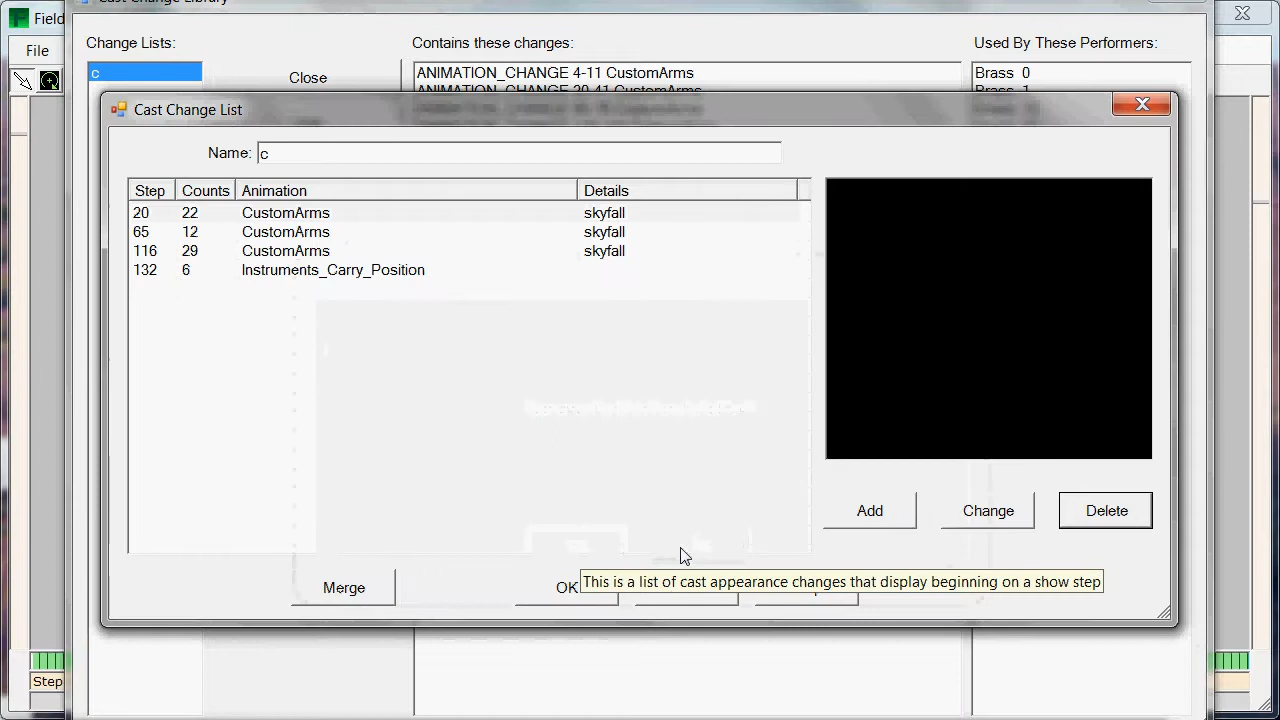 Field
Cast Change Library
File
Change Lists:
Contains these changes:
Used By These Performers:
c
Close
ANIMATION_CHANGE 4-11 CustomArms
Brass 0
ANIMATION_CHANGE 20-41 CustomArms
Brass 1
Cast Change List
Name: c
Step Counts Animation Details
20 22 CustomArms skyfall
65 12 CustomArms skyfall
116 29 CustomArms skyfall
132 6 Instruments_Carry_Position
Add Change Delete
This is a list of cast appearance changes that display beginning on a show step
Merge OK
Step